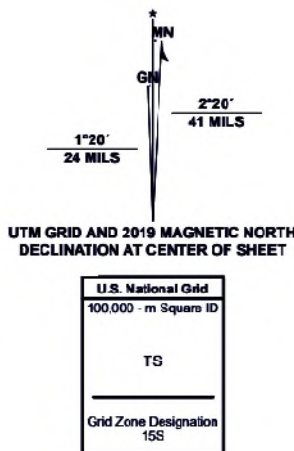 ★
MN
GN
1°20´
24 MILS
2°20´
41 MILS
UTM GRID AND 2019 MAGNETIC NORTH
DECLINATION AT CENTER OF SHEET
U.S. National Grid
100,000 - m Square ID
TS
Grid Zone Designation
15S